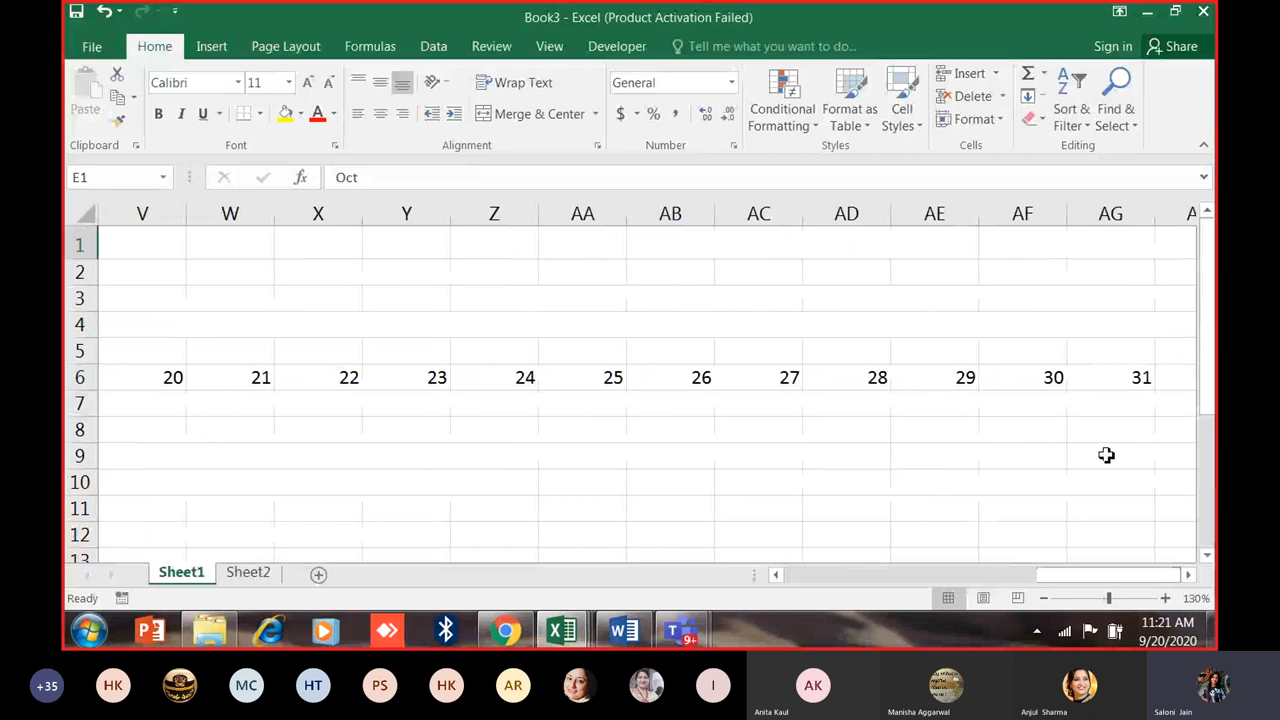 Book3 - Excel (Product Activation Failed)
File Home Insert Page Layout Formulas Data Review View Developer Tell me what you want to do... Sign in Share
Paste Calibri 11 Wrap Text General Conditional Formatting Format as Table Cell Styles Insert Sort & Filter Find & Select
B I U Merge & Center $ % Delete
Format
Clipboard Font Alignment Number Styles Cells Editing
E1 fx Oct
V W X Y Z AA AB AC AD AE AF AG A
1
2
3
4
5
6 20 21 22 23 24 25 26 27 28 29 30 31
7
8
9
10
11
12
13
Sheet1 Sheet2
Ready 130%
9+ 11:21 AM
9/20/2020
+35 HK MC HT PS HK AR I AK
Anita Kaul Manisha Aggarwal Anjul Sharma Saloni Jain